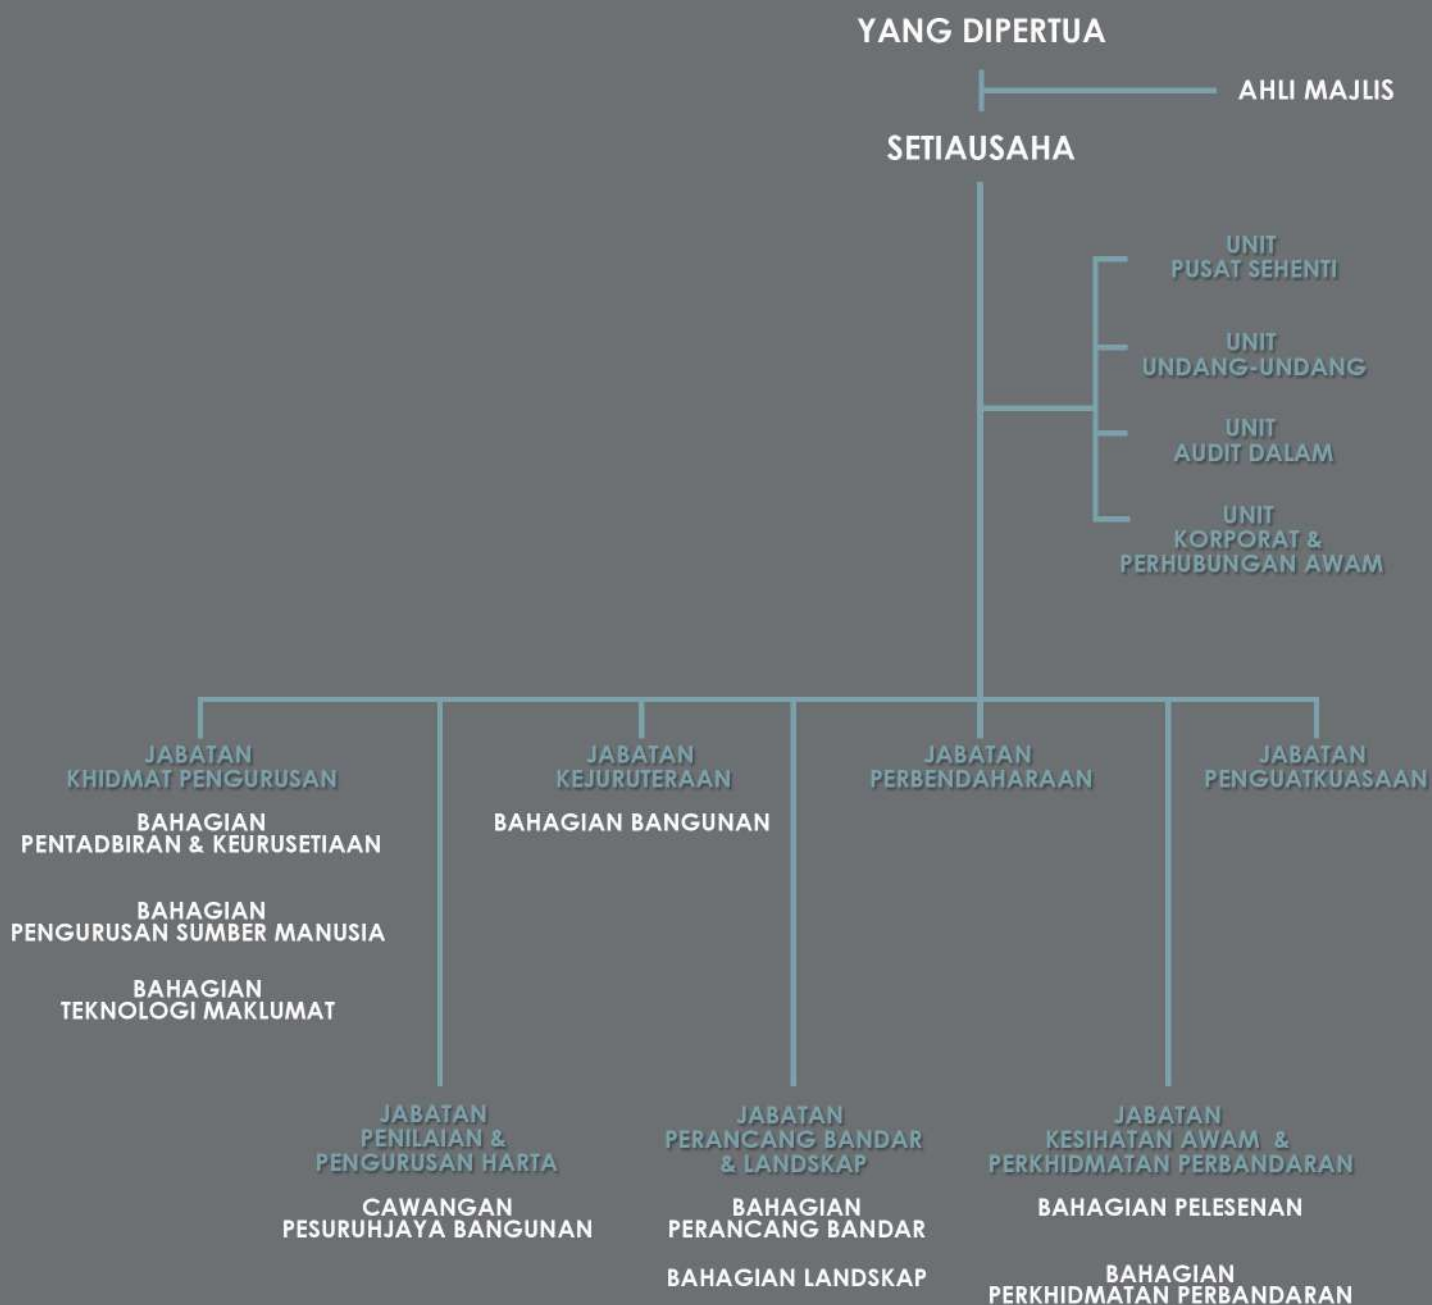 YANG DIPERTUA
AHLI MAJLIS
SETIAUSAHA
UNIT
PUSAT SEHENTI
UNIT
UNDANG-UNDANG
UNIT
AUDIT DALAM
UNIT
KORPORAT &
PERHUBUNGAN AWAM
JABATAN
KHIDMAT PENGURUSAN
BAHAGIAN
PENTADBIRAN & KEURUSETIAAN
BAHAGIAN
PENGURUSAN SUMBER MANUSIA
BAHAGIAN
TEKNOLOGI MAKLUMAT
JABATAN
KEJURUTERAAN
BAHAGIAN BANGUNAN
JABATAN
PERBENDAHARAAN
JABATAN
PENGUATKUASAAN
JABATAN
PENILAIAN &
PENGURUSAN HARTA
CAWANGAN
PESURUHJAYA BANGUNAN
JABATAN
PERANCANG BANDAR
& LANDSKAP
BAHAGIAN
PERANCANG BANDAR
BAHAGIAN LANDSKAP
JABATAN
KESIHATAN AWAM &
PERKHIDMATAN PERBANDARAN
BAHAGIAN PELESENAN
BAHAGIAN
PERKHIDMATAN PERBANDARAN